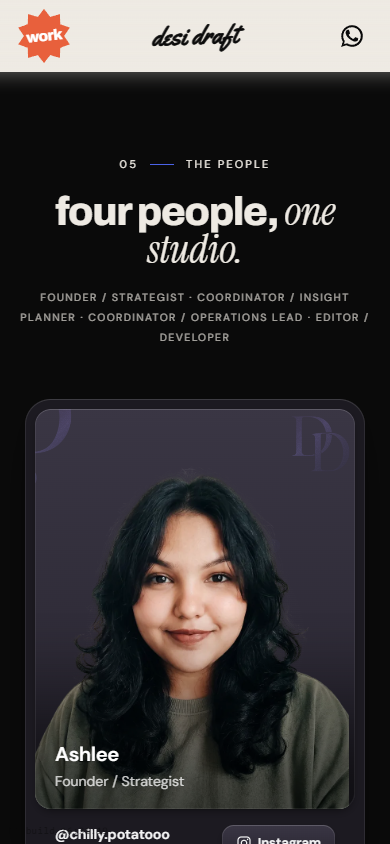 work
desi draft
05 THE PEOPLE
four people, one
studio.
FOUNDER / STRATEGIST · COORDINATOR / INSIGHT
PLANNER · COORDINATOR / OPERATIONS LEAD · EDITOR /
DEVELOPER
DD
Ashlee
Founder / Strategist
@chilly.potatooo
Instagram